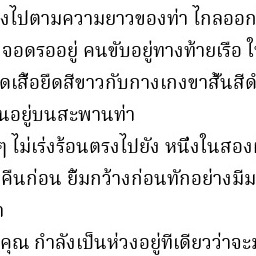 งไปตามความยาวของท่า ไกลออก
จอดรออยู่ คนขับอยู่ทางท้ายเรือ ใ
ดเสื้อยืดสีขาวกับกางเกงขาสั้นสีดํ
นอยู่บนสะพานท่า
ๆ ไม่เร่งร้อนตรงไปยัง หนึ่งในสอง
คืนก่อน ยิ้มกว้างก่อนทักอย่างมีม
คุณ กำลังเป็นห่วงอยู่ทีเดียวว่าจะม